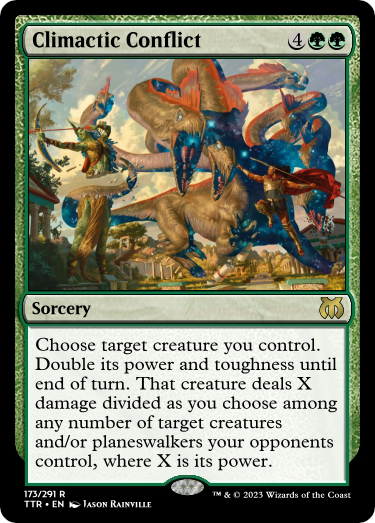 Climactic Conflict 4
Sorcery
Choose target creature you control.
Double its power and toughness until
end of turn. That creature deals X
damage divided as you choose among
any number of target creatures
and/or planeswalkers your opponents
control, where X is its power.
173/291 R
TTR • EN Jason Rainville
™ & © 2023 Wizards of the Coast